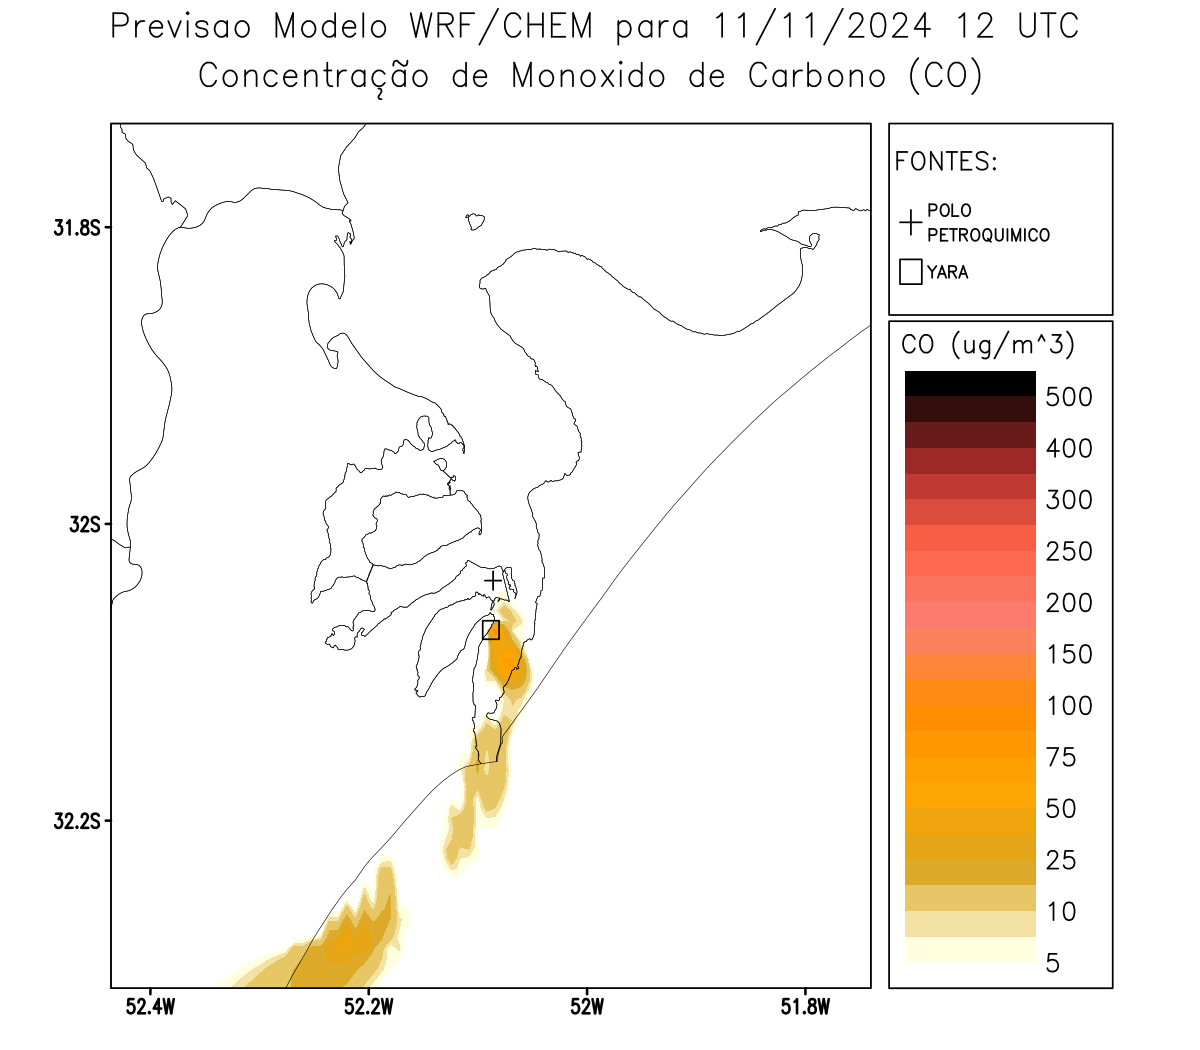 Previsao Modelo WRF/CHEM para 11/11/2024 12 UTC
Concentração de Monoxido de Carbono (CO)
FONTES:
POLO
PETROQUIMICO
YARA
CO (ug/m^3)
500
400
300
250
200
150
100
75
50
25
10
5
31.8S
32S
32.2S
52.4W
52.2W
52W
51.8W